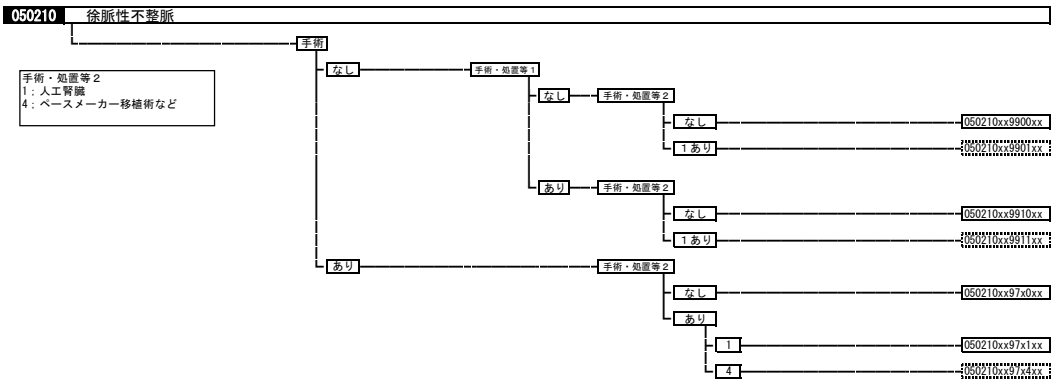 050210 徐脈性不整脈
手術
手術・処置等2
1;人工腎臓
4;ペースメーカー移植術など
なし 手術・処置等1
なし 手術・処置等2
なし 050210xx9900xx
1あり 050210xx9901xx
あり 手術・処置等2
なし 050210xx9910xx
1あり 050210xx9911xx
あり 手術・処置等2
なし 050210xx97x0xx
あり
1 050210xx97x1xx
4 050210xx97x4xx